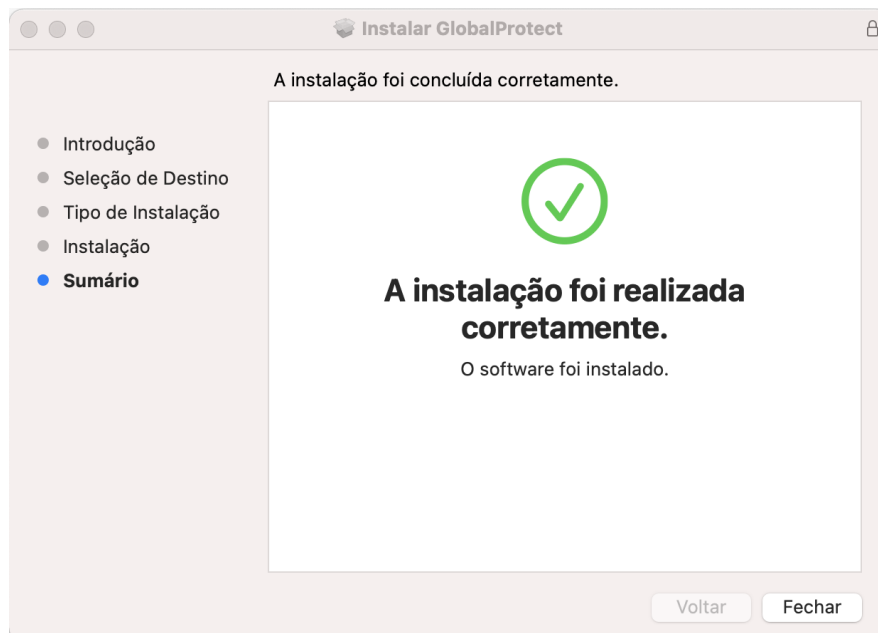 Instalar GlobalProtect
A instalação foi concluída corretamente.
Introdução
Seleção de Destino
Tipo de Instalação
Instalação
Sumário
A instalação foi realizada
corretamente.
O software foi instalado.
Voltar
Fechar